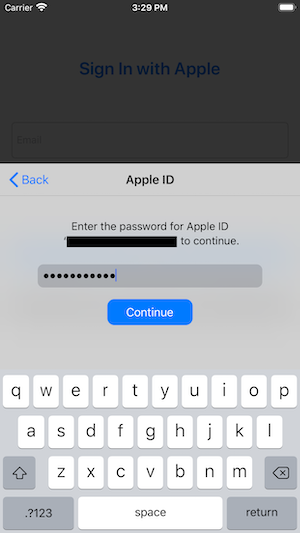 Carrier 3:29 PM
Sign In with Apple
Email
Back Apple ID
Enter the password for Apple ID
“ to continue.
●●●●●●●●●●●
Continue
q w e r t y u i o p
a s d f g h j k l
z x c v b n m
.?123 space return